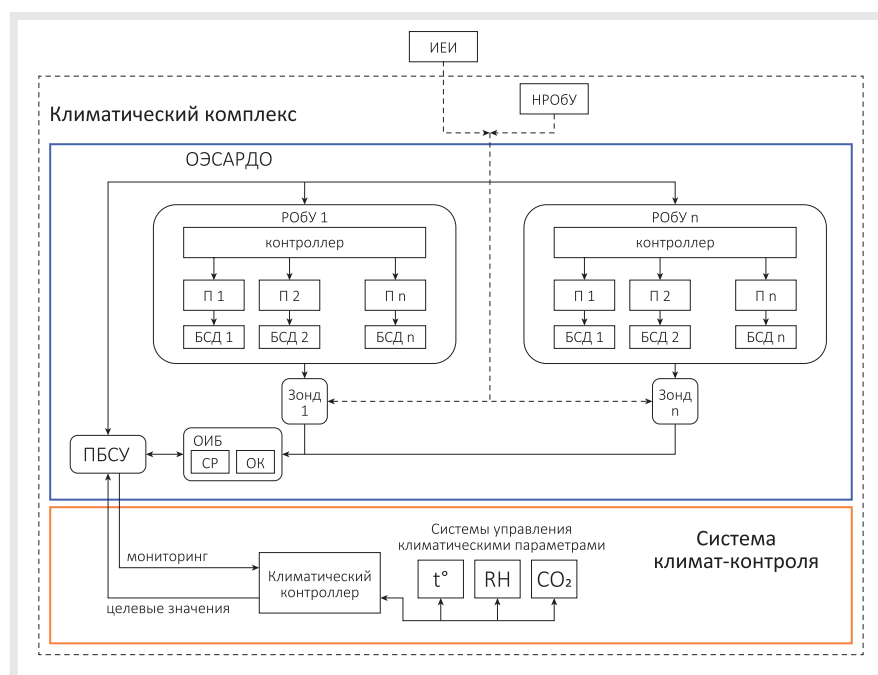 ИЕИ
НРОбУ
Климатический комплекс
ОЭСАРДО
РОбУ 1
РОбУ n
контроллер
контроллер
П 1
П 2
П n
П 1
П 2
П n
БСД 1
БСД 2
БСД n
БСД 1
БСД 2
БСД n
Зонд
1
Зонд
n
ПБСУ
ОИБ
СР
ОК
Системы управления
климатическими параметрами
Система
климат-контроля
мониторинг
Климатический
контроллер
t°
RH
CO₂
целевые значения